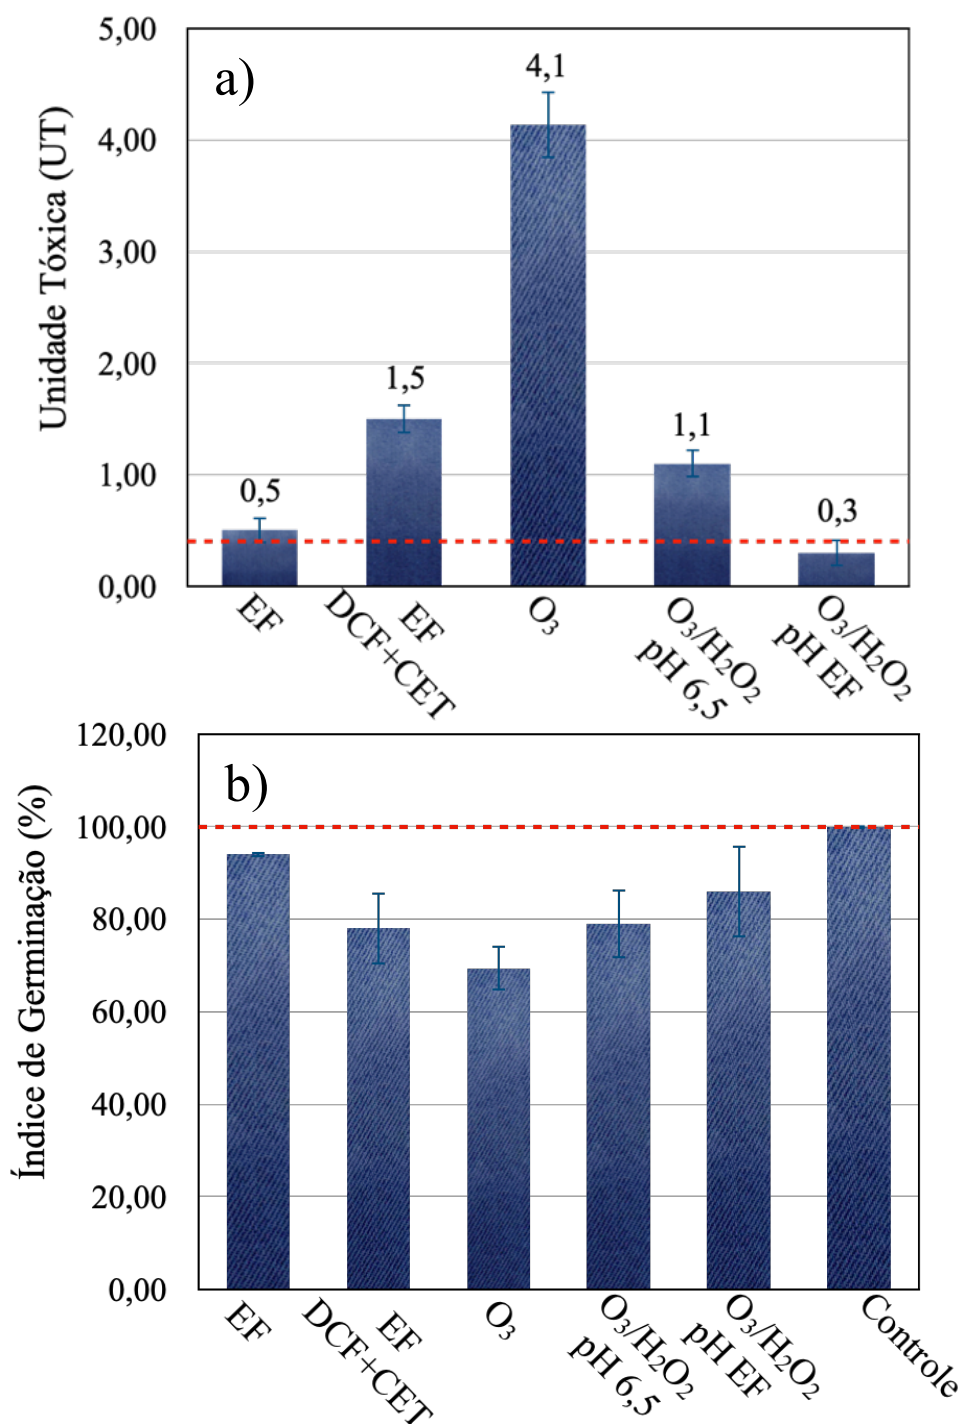 a)
Unidade Tóxica (UT)
5,00
4,00
3,00
2,00
1,00
0,00
0,5
1,5
4,1
1,1
0,3
EF
EF
DCF+CET
O₃
O₃/H₂O₂
pH 6,5
O₃/H₂O₂
pH EF
b)
Índice de Germinação (%)
120,00
100,00
80,00
60,00
40,00
20,00
0,00
EF
EF
DCF+CET
O₃
O₃/H₂O₂
pH 6,5
O₃/H₂O₂
pH EF
Controle